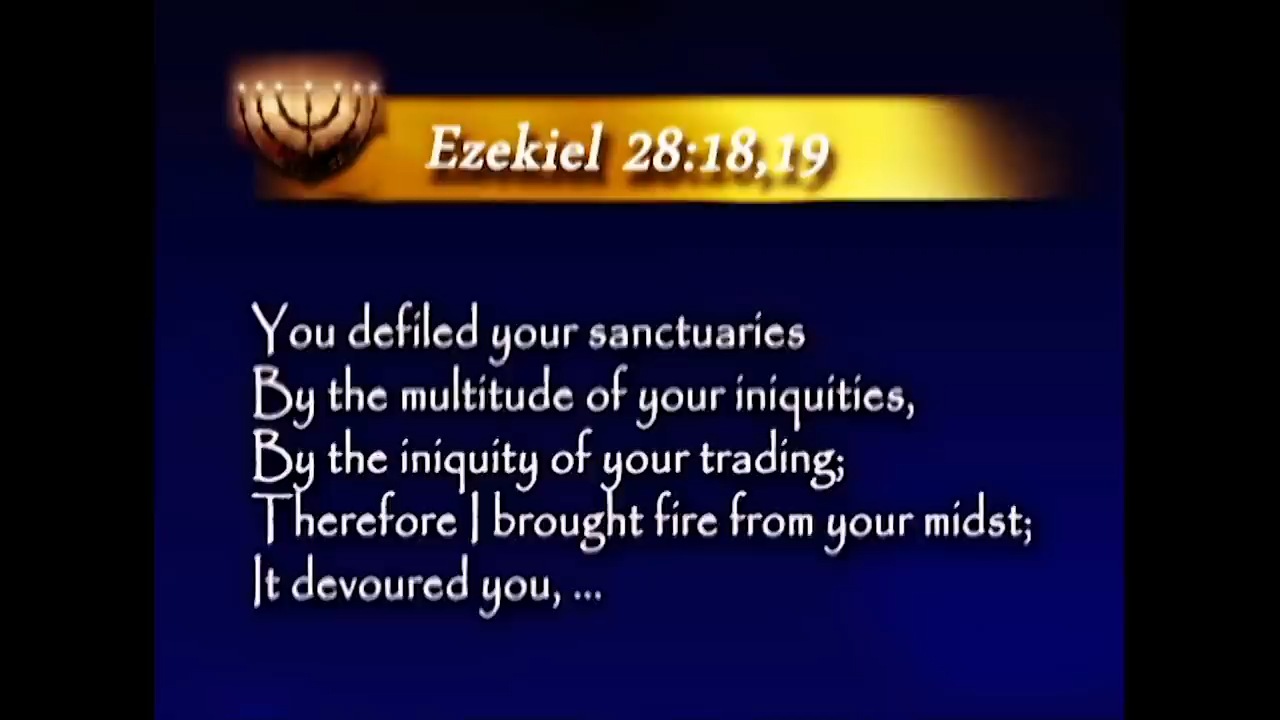 Ezekiel 28:18,19
You defiled your sanctuaries
By the multitude of your iniquities,
By the iniquity of your trading;
Therefore I brought fire from your midst;
It devoured you, ...